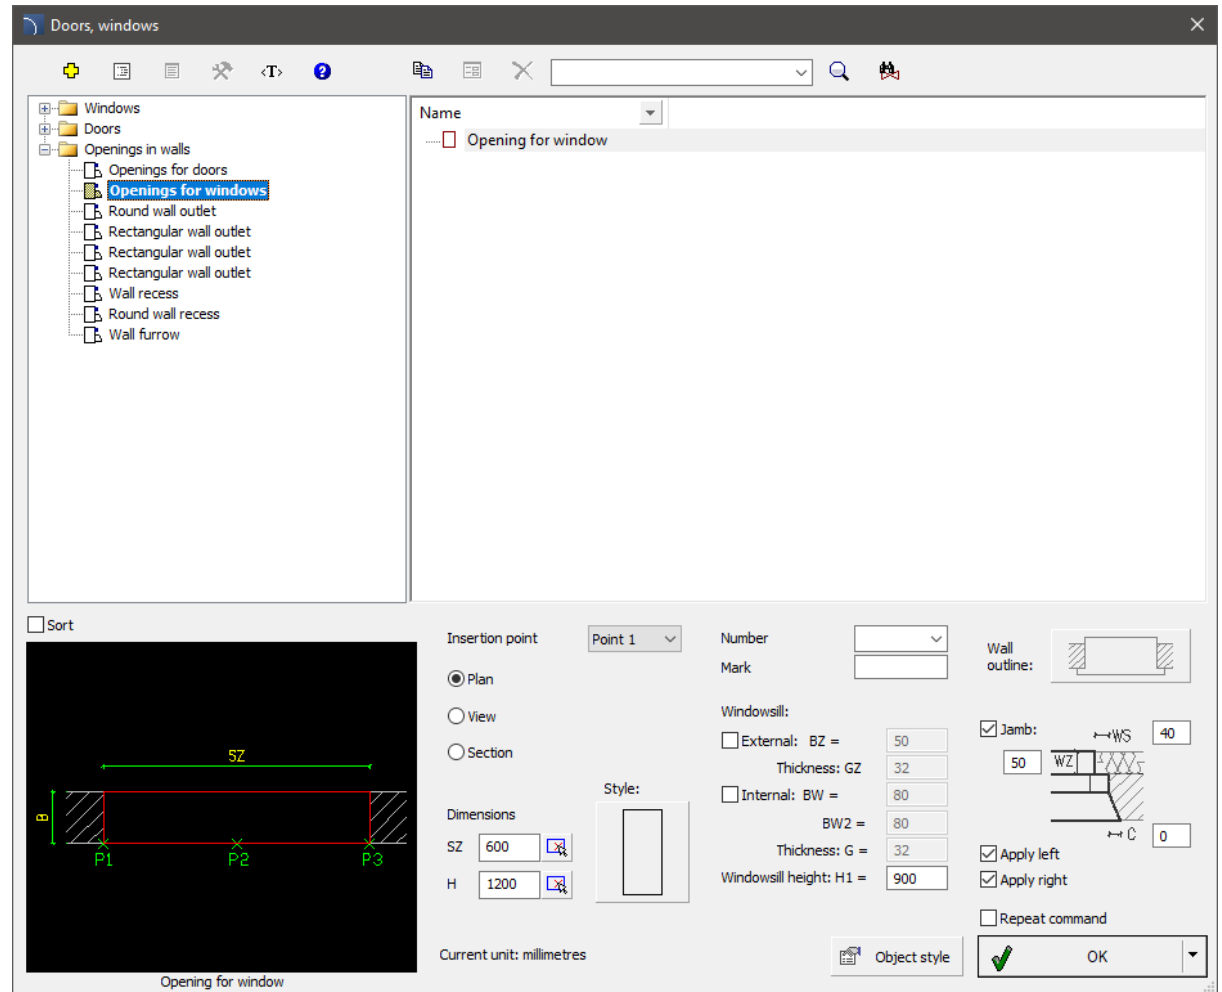 Doors, windows
‹T› ?
Windows
Doors
Openings in walls
Openings for doors
Openings for windows
Round wall outlet
Rectangular wall outlet
Rectangular wall outlet
Rectangular wall outlet
Wall recess
Round wall recess
Wall furrow
Name
Opening for window
Sort
SZ
B
P1 P2 P3
Opening for window
Insertion point Point 1
Plan
View
Section
Dimensions
SZ 600
H 1200
Style:
Current unit: millimetres
Number
Mark
Windowsill:
External: BZ = 50
Thickness: GZ 32
Internal: BW = 80
BW2 = 80
Thickness: G = 32
Windowsill height: H1 = 900
Wall
outline:
Jamb: WS 40
50 WZ
C 0
Apply left
Apply right
Repeat command
Object style OK